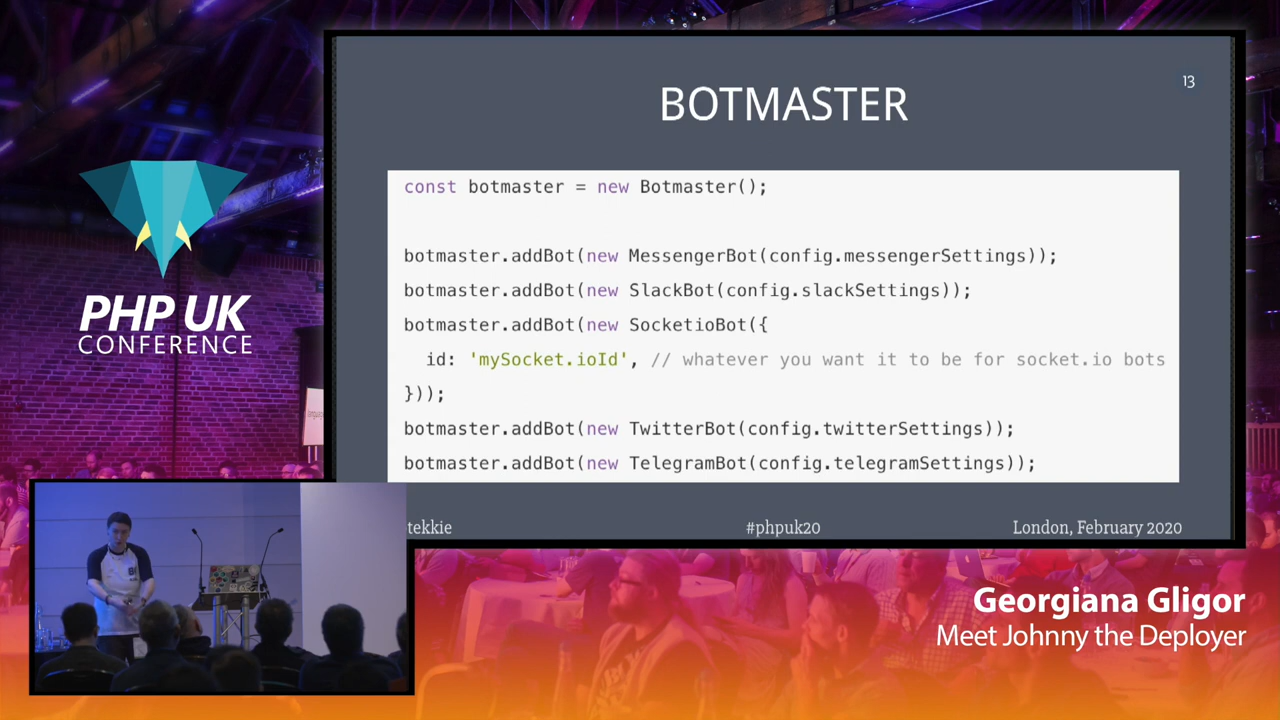 PHP UK
CONFERENCE
13
BOTMASTER
const botmaster = new Botmaster();
botmaster.addBot(new MessengerBot(config.messengerSettings));
botmaster.addBot(new SlackBot(config.slackSettings));
botmaster.addBot(new SocketioBot({
id: 'mySocket.ioId', // whatever you want it to be for socket.io bots
}));
botmaster.addBot(new TwitterBot(config.twitterSettings));
botmaster.addBot(new TelegramBot(config.telegramSettings));
tekkie
#phpuk20
London, February 2020
Georgiana Gligor
Meet Johnny the Deployer